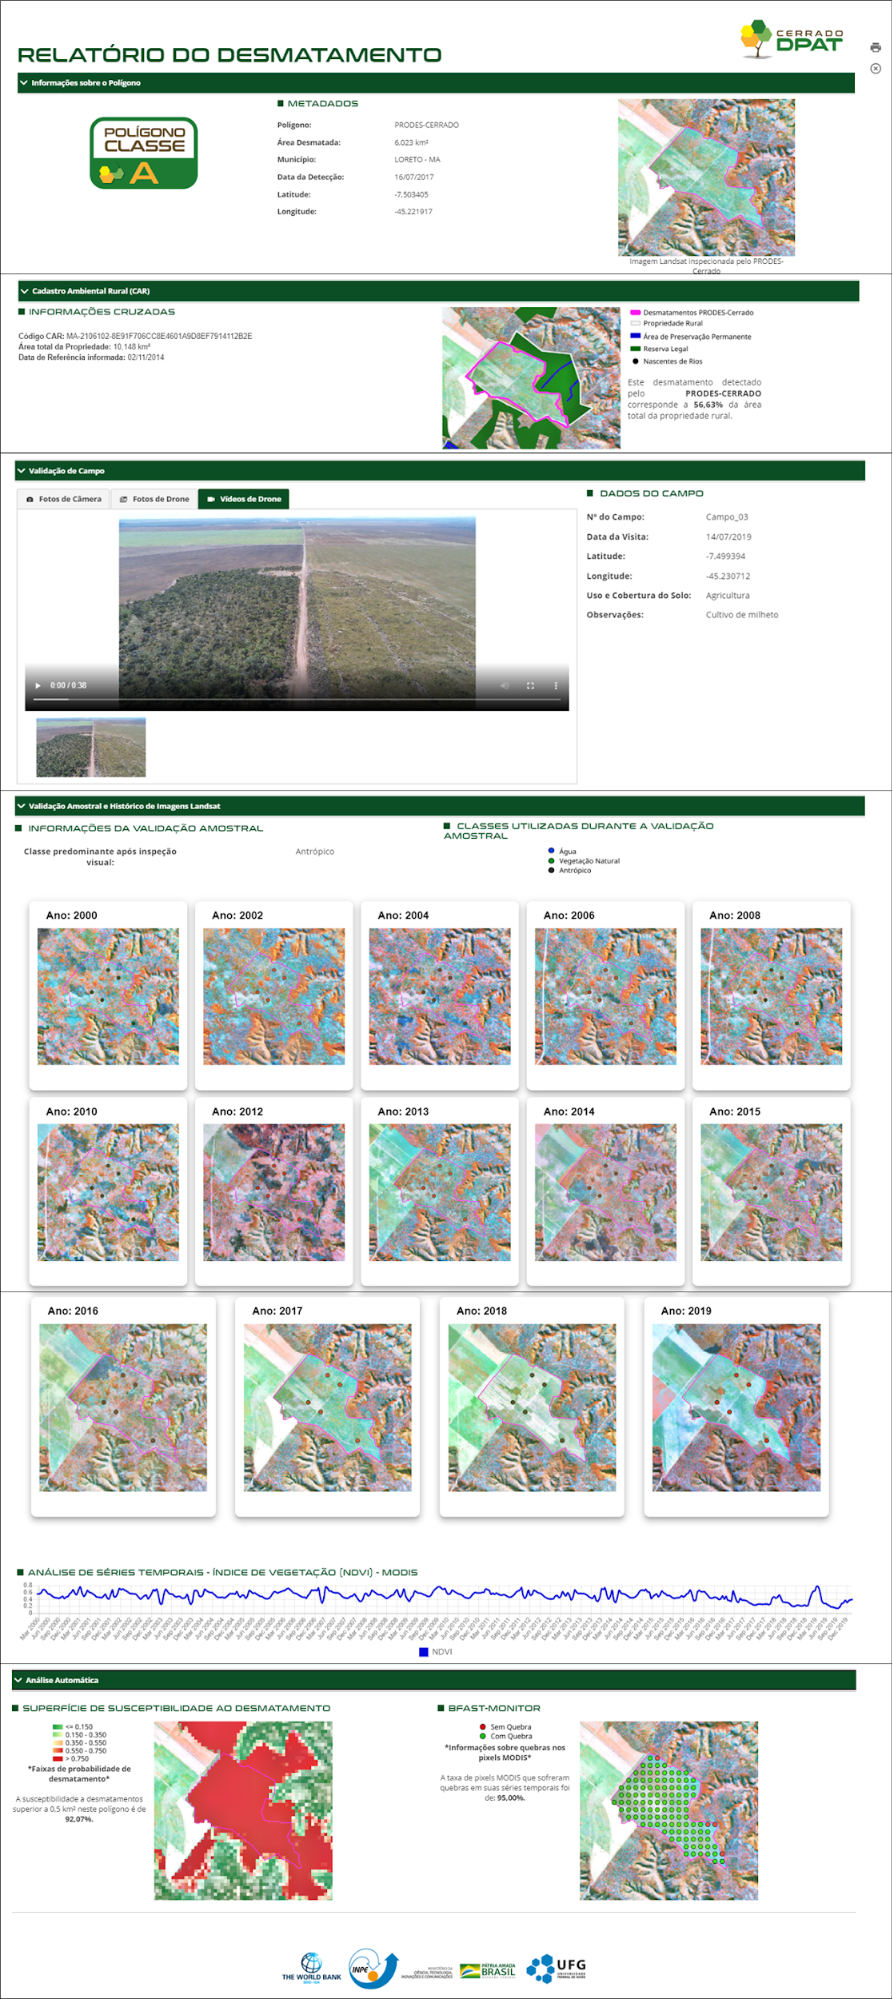 CERRADO
DPAT
RELATÓRIO DO DESMATAMENTO
Informações sobre o Polígono
POLÍGONO
CLASSE
A
METADADOS
Polígono: PRODES-CERRADO
Área Desmatada: 6,023 km²
Município: LORETO - MA
Data da Detecção: 16/07/2017
Latitude: -7.503405
Longitude: -45.221917
Imagem Landsat inspecionada pelo PRODES-
Cerrado
Cadastro Ambiental Rural (CAR)
INFORMAÇÕES CRUZADAS
Código CAR: MA-2106102-8E91F706CC8E4601A9D8EF7914112B2E
Área total da Propriedade: 10,148 km²
Data de Referência informada: 02/11/2014
Desmatamentos PRODES-Cerrado
Propriedade Rural
Área de Preservação Permanente
Reserva Legal
Nascentes de Rios
Este desmatamento detectado
pelo PRODES-CERRADO
corresponde a 56,63% da área
total da propriedade rural.
Validação de Campo
Fotos de Câmera Fotos de Drone Vídeos de Drone
0:00 / 0:38
DADOS DO CAMPO
Nº do Campo: Campo_03
Data da Visita: 14/07/2019
Latitude: -7.499394
Longitude: -45.230712
Uso e Cobertura do Solo: Agricultura
Observações: Cultivo de milheto
Validação Amostral e Histórico de Imagens Landsat
INFORMAÇÕES DA VALIDAÇÃO AMOSTRAL
Classe predominante após inspeção
visual:
Antrópico
CLASSES UTILIZADAS DURANTE A VALIDAÇÃO
AMOSTRAL
Água
Vegetação Natural
Antrópico
Ano: 2000 Ano: 2002 Ano: 2004 Ano: 2006 Ano: 2008
Ano: 2010 Ano: 2012 Ano: 2013 Ano: 2014 Ano: 2015
Ano: 2016 Ano: 2017 Ano: 2018 Ano: 2019
ANÁLISE DE SÉRIES TEMPORAIS - ÍNDICE DE VEGETAÇÃO (NDVI) - MODIS
0.8
0.6
0.4
0.2
0
NDVI
Análise Automática
SUPERFÍCIE DE SUSCEPTIBILIDADE AO DESMATAMENTO
<= 0.150
0.150 - 0.350
0.350 - 0.550
0.550 - 0.750
> 0.750
*Faixas de probabilidade de
desmatamento*
A susceptibilidade a desmatamentos
superior a 0,5 km² neste polígono é de
92,07%.
BFAST-MONITOR
Sem Quebra
Com Quebra
*Informações sobre quebras nos
pixels MODIS*
A taxa de pixels MODIS que sofreram
quebras em suas séries temporais foi
de: 95,00%.
THE WORLD BANK
INPE
MINISTÉRIO DA
CIÊNCIA, TECNOLOGIA,
INOVAÇÕES E COMUNICAÇÕES
PÁTRIA AMADA
BRASIL
UFG